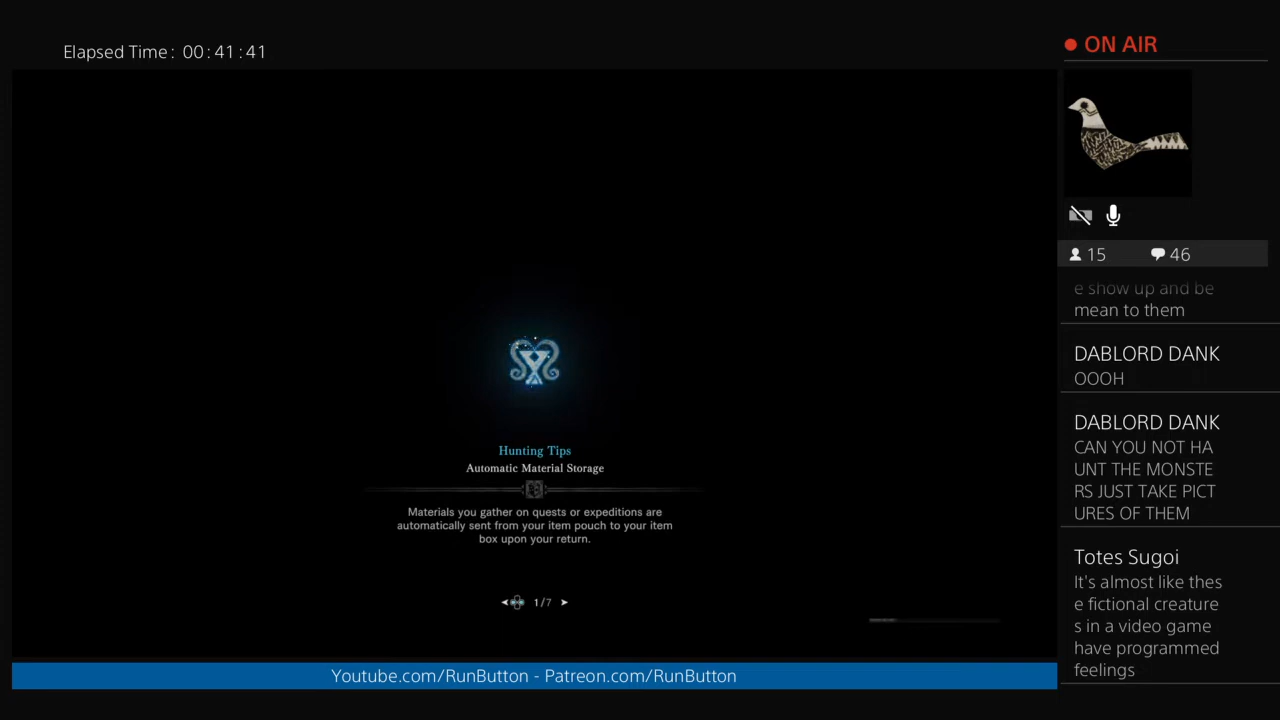 Elapsed Time: 00:41:41
ON AIR
15 46
e show up and be
mean to them
DABLORD DANK
OOOH
DABLORD DANK
CAN YOU NOT HA
UNT THE MONSTE
RS JUST TAKE PICT
URES OF THEM
Totes Sugoi
It's almost like thes
e fictional creature
s in a video game
have programmed
feelings
Hunting Tips
Automatic Material Storage
Materials you gather on quests or expeditions are
automatically sent from your item pouch to your item
box upon your return.
1/7
Youtube.com/RunButton - Patreon.com/RunButton